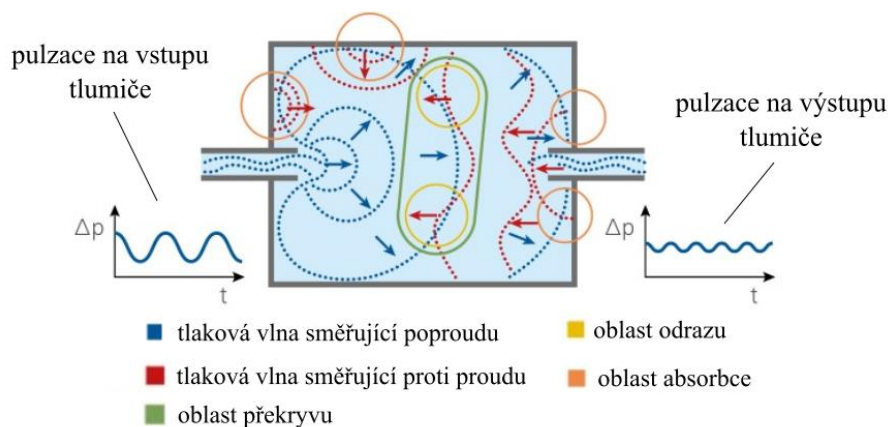 pulzace na vstupu
tlumiče
pulzace na výstupu
tlumiče
Δp
t
Δp
t
tlaková vlna směřující poproudu
oblast odrazu
tlaková vlna směřující proti proudu
oblast absorbce
oblast překryvu